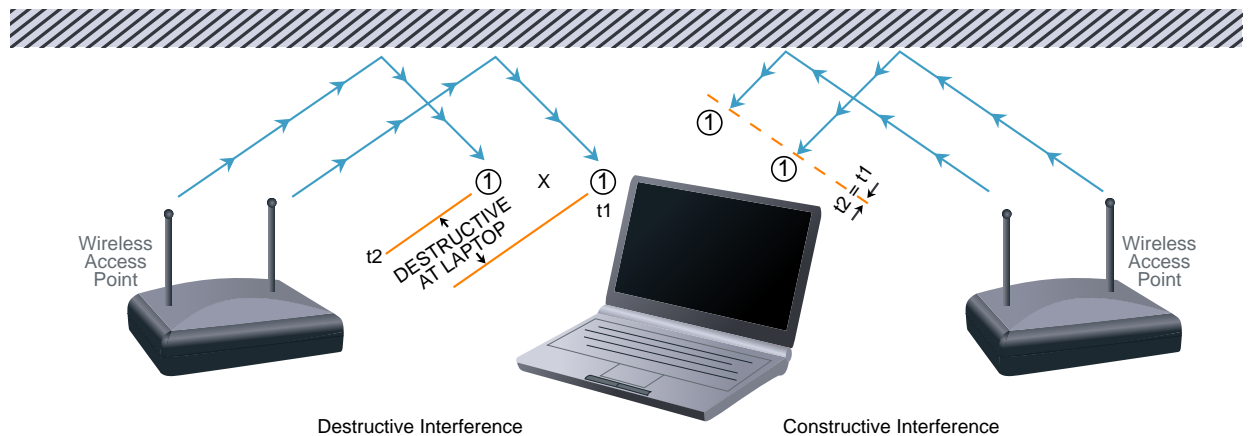 1
1
1
X
1
t1
t2
DESTRUCTIVE
AT LAPTOP
t2 = t1
Wireless
Access
Point
Wireless
Access
Point
Destructive Interference
Constructive Interference